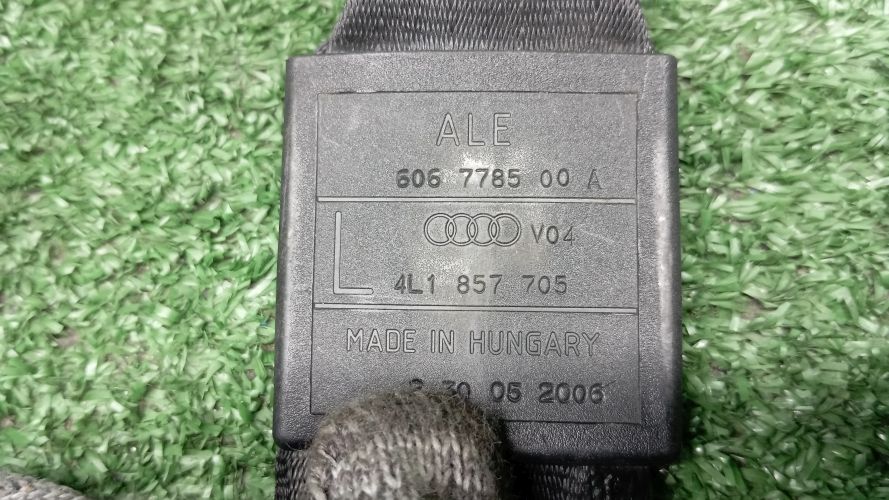 ALE
606 7785 00 A
L V04
4L1 857 705
MADE IN HUNGARY
30 05 2006